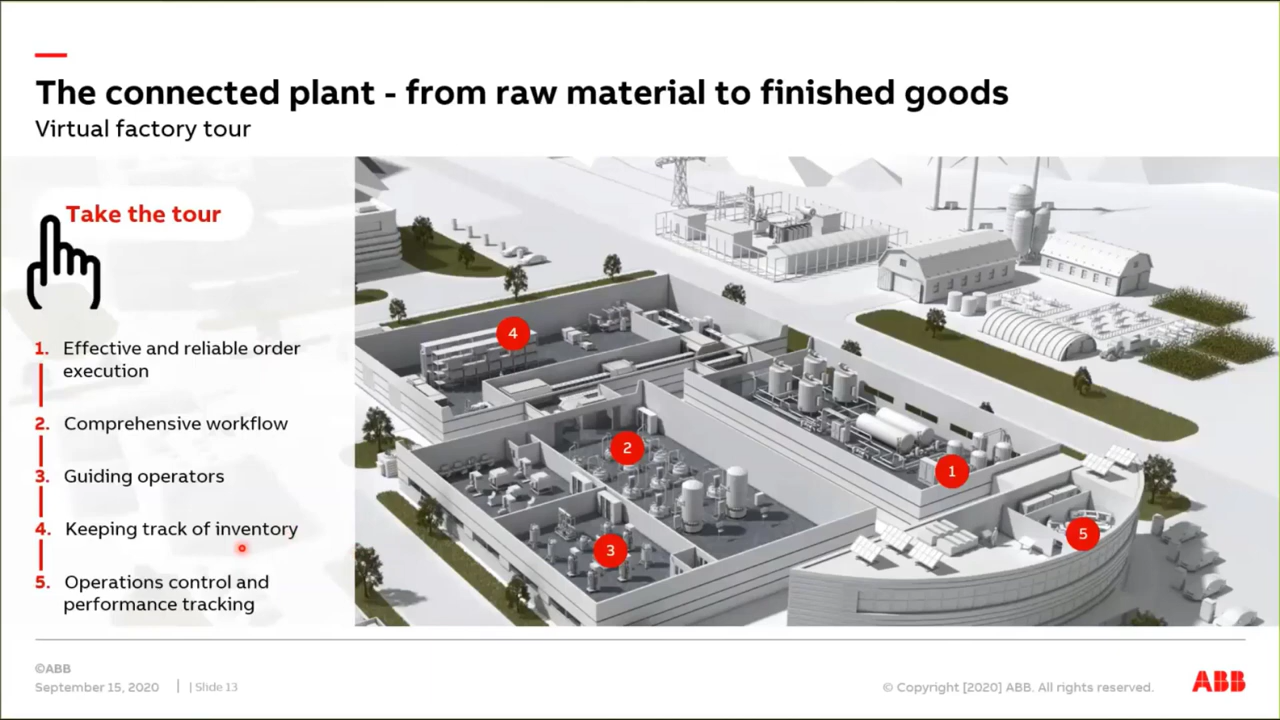 The connected plant - from raw material to finished goods
Virtual factory tour
Take the tour
1. Effective and reliable order
execution
2. Comprehensive workflow
3. Guiding operators
4. Keeping track of inventory
5. Operations control and
performance tracking
4
2
1
3
5
©ABB
September 15, 2020 | | Slide 13
© Copyright [2020] ABB. All rights reserved.
ABB